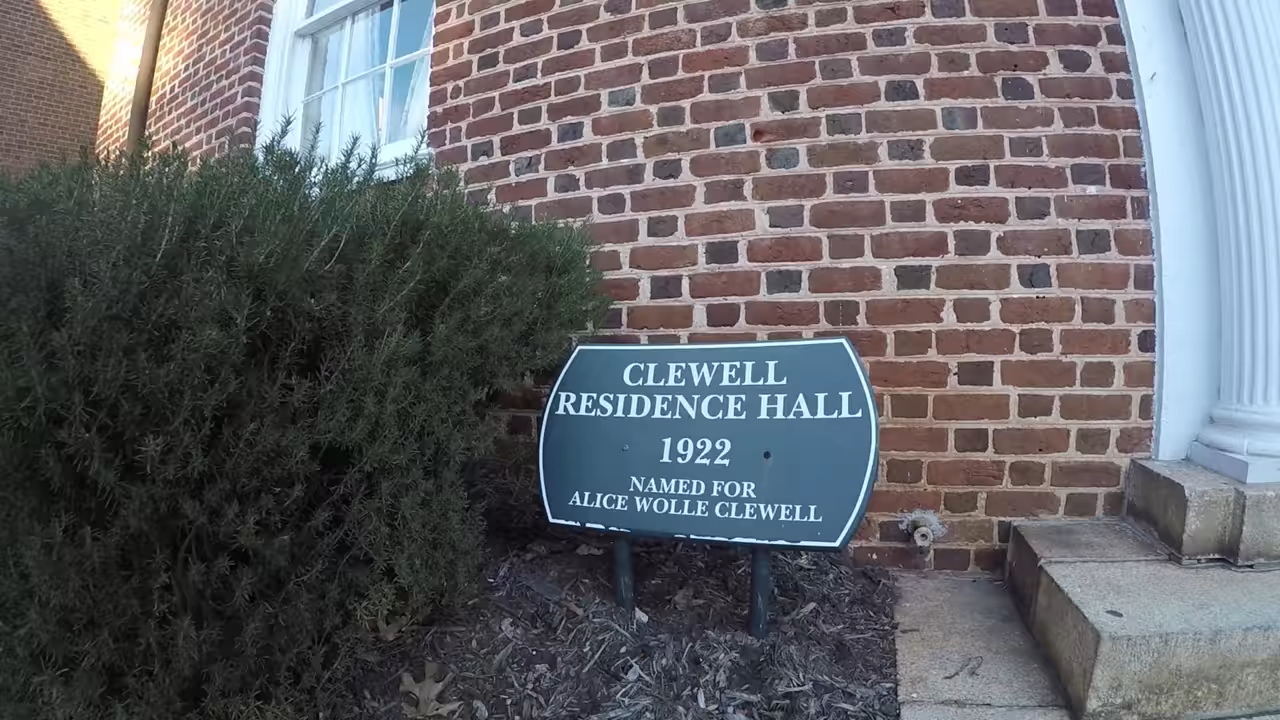 CLEWELL
RESIDENCE HALL
1922
NAMED FOR
ALICE WOLLE CLEWELL